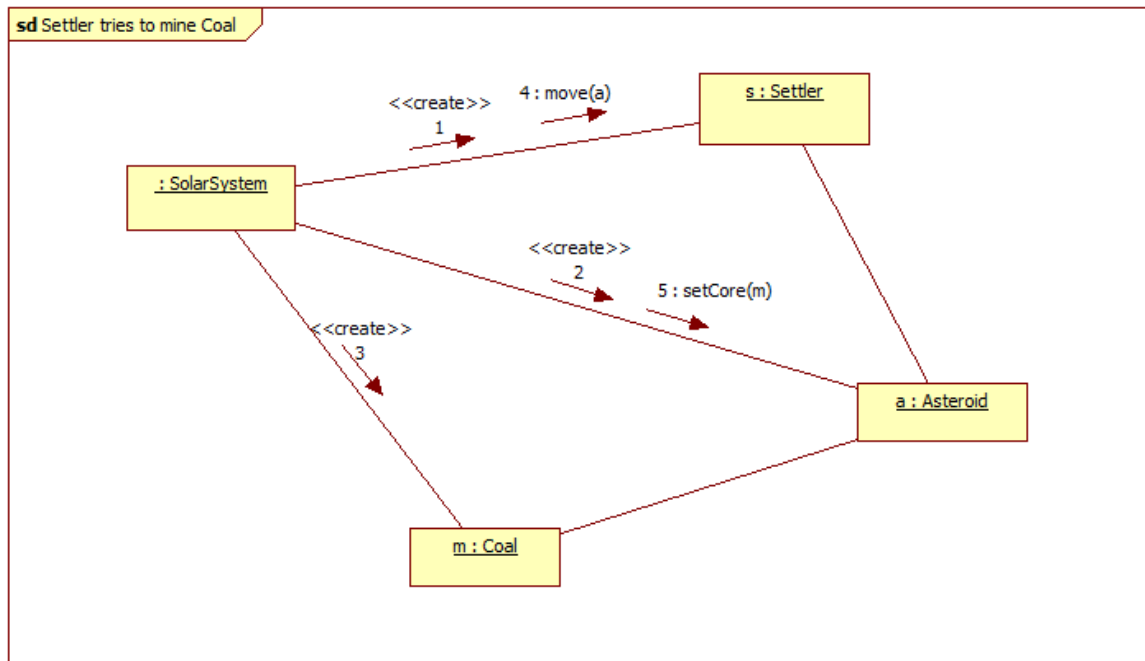 sd Settler tries to mine Coal
4 : move(a)
<<create>>
1
s : Settler
: SolarSystem
<<create>>
2
5 : setCore(m)
<<create>>
3
a : Asteroid
m : Coal